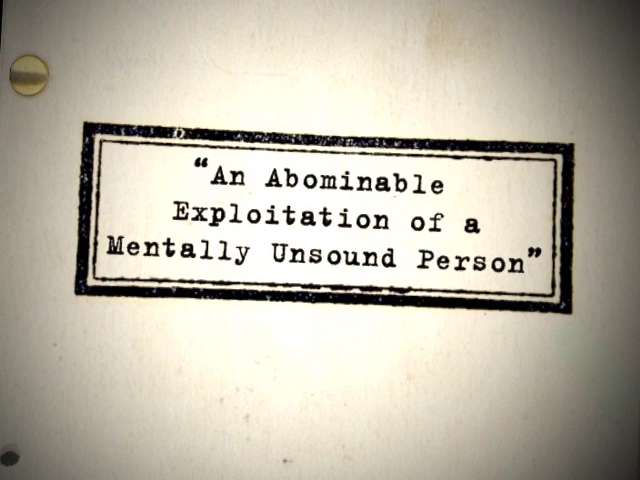 “An Abominable
Exploitation of a
Mentally Unsound Person”